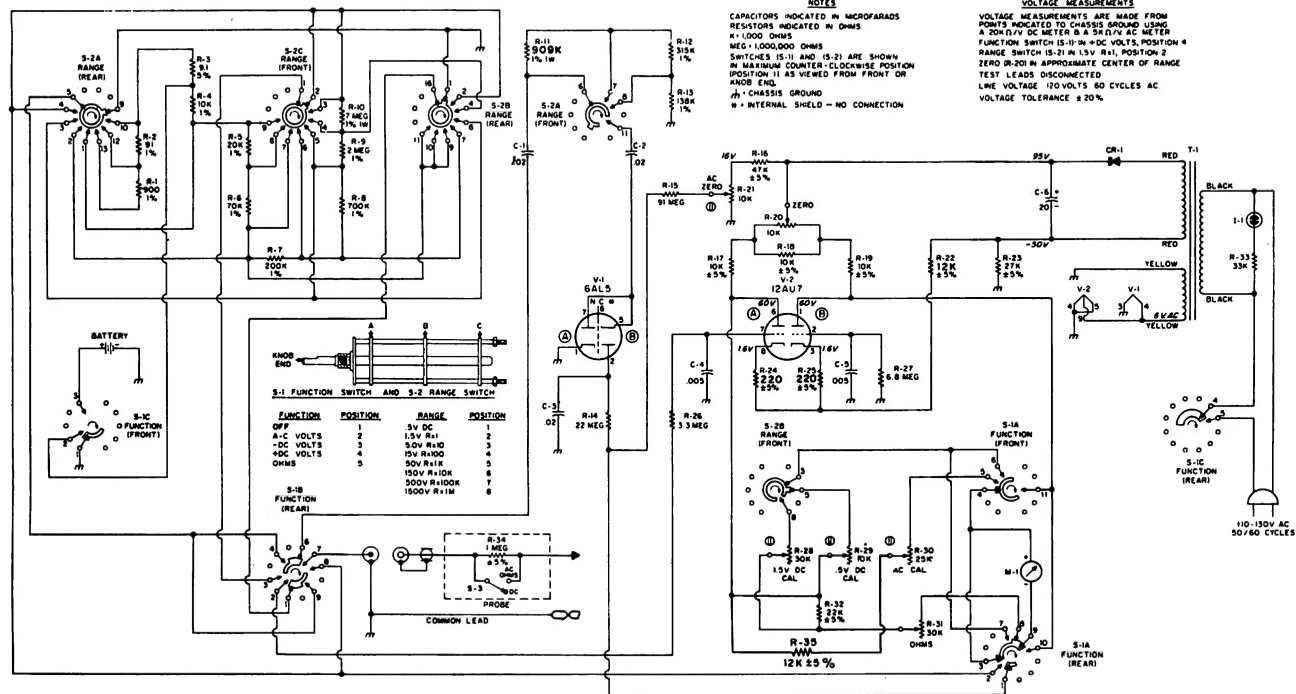 NOTES
CAPACITORS INDICATED IN MICROFARADS
RESISTORS INDICATED IN OHMS
K=1,000 OHMS
MEG=1,000,000 OHMS
SWITCHES (S-1) AND (S-2) ARE SHOWN
IN MAXIMUM COUNTER-CLOCKWISE POSITION
(POSITION 1) AS VIEWED FROM FRONT OR
KNOB END.
= CHASSIS GROUND
* = INTERNAL SHIELD - NO CONNECTION
VOLTAGE MEASUREMENTS
VOLTAGE MEASUREMENTS ARE MADE FROM
POINTS INDICATED TO CHASSIS GROUND USING
A 20KΩ/V DC METER & A 5KΩ/V AC METER
FUNCTION SWITCH (S-1) IN +DC VOLTS, POSITION 4
RANGE SWITCH (S-2) IN 1.5V R×1, POSITION 2
ZERO (R-20) IN APPROXIMATE CENTER OF RANGE
TEST LEADS DISCONNECTED
LINE VOLTAGE 120 VOLTS 60 CYCLES AC
VOLTAGE TOLERANCE ±20%
S-2A
RANGE
(REAR)
R-3
91
5%
R-4
10K
1%
R-2
91
1%
R-1
900
1%
S-2C
RANGE
(FRONT)
R-10
7 MEG
1% 1W
R-9
2 MEG
1%
R-5
20K
1%
R-6
70K
1%
R-8
700K
1%
R-7
200K
1%
S-2B
RANGE
(REAR)
R-11
909K
1% 1W
S-2A
RANGE
(FRONT)
R-12
315K
1%
R-13
138K
1%
C-1
.02
C-2
.02
V-1
6AL5
N C *
A
B
C-3
.02
R-14
22 MEG
R-15
91 MEG
AC
ZERO
16V
R-16
47K
±5%
R-21
10K
ZERO
R-20
10K
R-18
10K
±5%
R-17
10K
±5%
R-19
10K
±5%
V-2
12AU7
60V
60V
A
B
1.6V
1.6V
R-24
220
±5%
R-25
220
±5%
C-4
.005
C-5
.005
R-27
6.8 MEG
R-26
3.3 MEG
95V
C-6
20
-50V
R-22
12K
±5%
R-23
27K
±5%
CR-1
T-1
RED
RED
BLACK
BLACK
I-1
R-33
33K
YELLOW
YELLOW
V-2
V-1
6VAC
S-1C
FUNCTION
(REAR)
110-130V AC
50/60 CYCLES
BATTERY
S-1C
FUNCTION
(FRONT)
KNOB
END
A
B
C
S-1 FUNCTION SWITCH AND S-2 RANGE SWITCH
FUNCTION POSITION RANGE POSITION
OFF 1 .5V DC 1
A-C VOLTS 2 1.5V R×1 2
-DC VOLTS 3 5.0V R×10 3
+DC VOLTS 4 15V R×100 4
OHMS 5 50V R×1K 5
150V R×10K 6
500V R×100K 7
1500V R×1M 8
S-1B
FUNCTION
(REAR)
R-34
1 MEG
±5%
AC
OHMS
S-3
DC
PROBE
COMMON LEAD
S-2B
RANGE
(FRONT)
S-1A
FUNCTION
(FRONT)
R-28
30K
1.5V DC
CAL
R-29
10K
.5V DC
CAL
R-30
25K
AC CAL
M-1
R-32
22K
±5%
R-31
30K
OHMS
R-35
12K ±5%
S-1A
FUNCTION
(REAR)